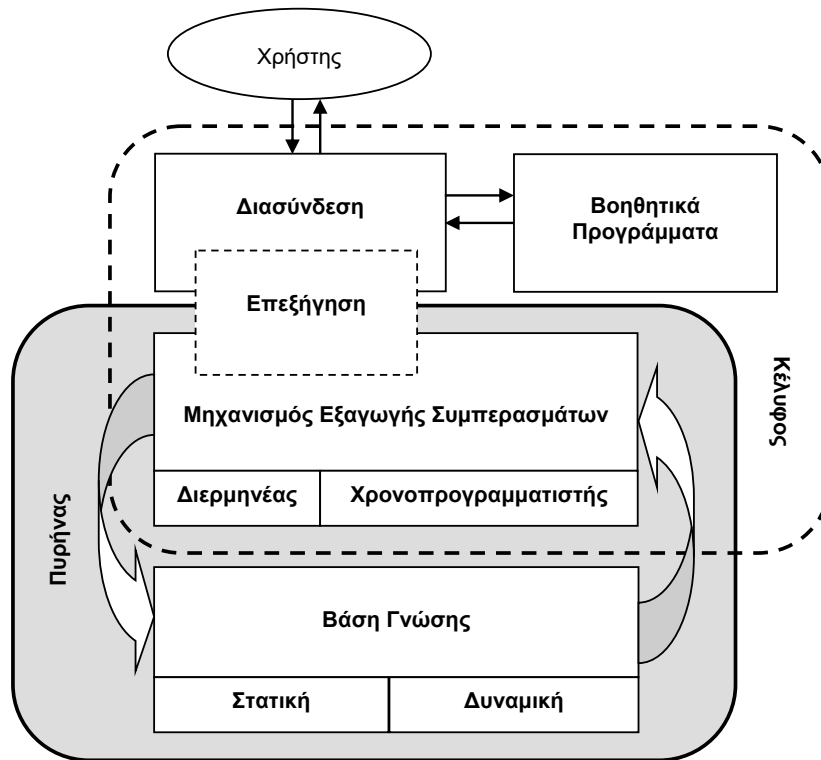 Χρήστης
Διασύνδεση
Βοηθητικά
Προγράμματα
Επεξήγηση
Κέλυφος
Μηχανισμός Εξαγωγής Συμπερασμάτων
Διερμηνέας
Χρονοπρογραμματιστής
Πυρήνας
Βάση Γνώσης
Στατική
Δυναμική